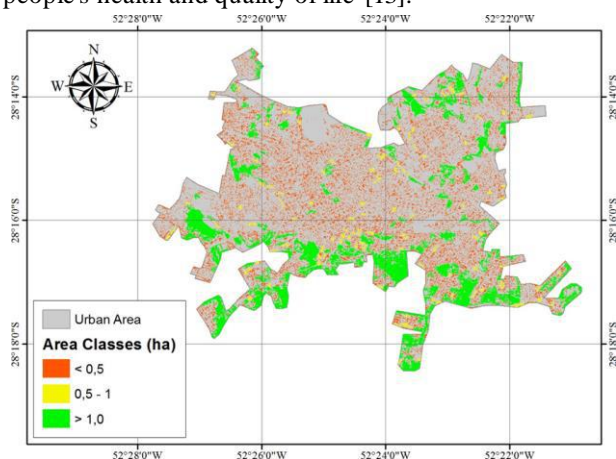 people's health and quality of life [13].
52°28'0"W 52°26'0"W 52°24'0"W 52°22'0"W
N
W E
S
28°14'0"S 28°14'0"S
28°16'0"S 28°16'0"S
28°18'0"S 28°18'0"S
Urban Area
Area Classes (ha)
< 0,5
0,5 - 1
> 1,0
52°28'0"W 52°26'0"W 52°24'0"W 52°22'0"W